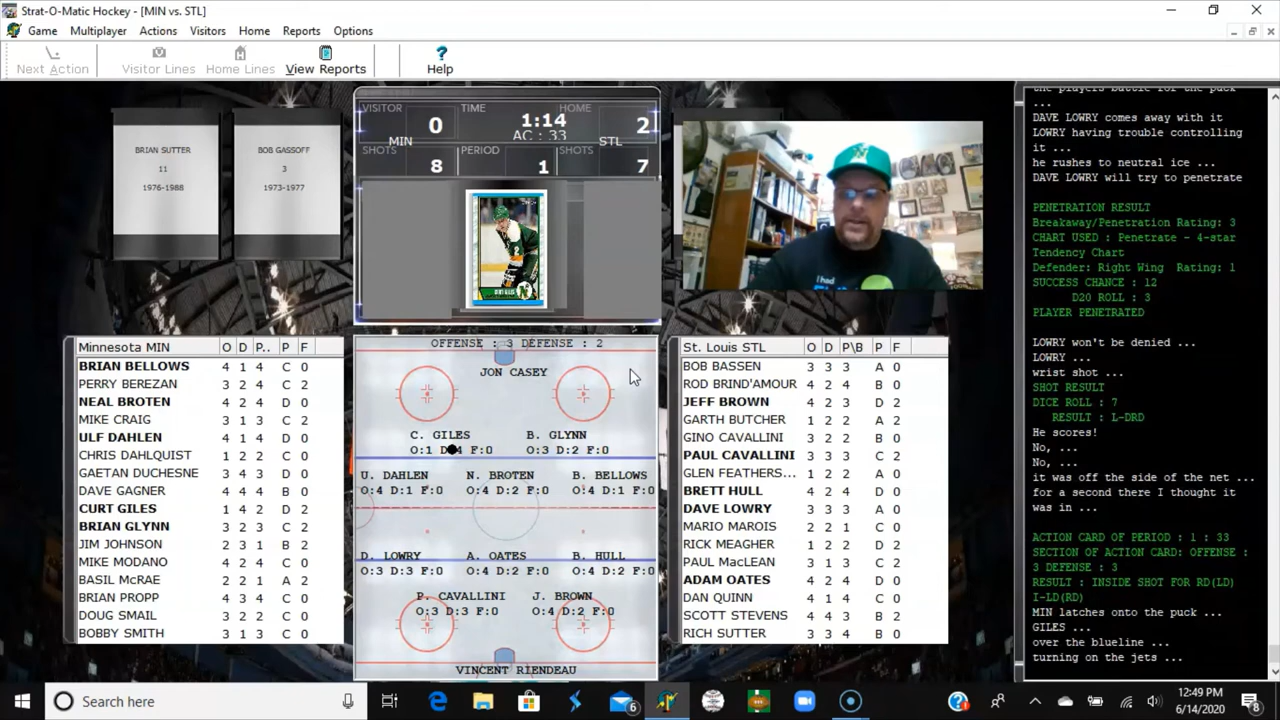 Strat-O-Matic Hockey - [MIN vs. STL]
Game Multiplayer Actions Visitors Home Reports Options
Next Action Visitor Lines Home Lines View Reports Help
BRIAN SUTTER
11
1976-1988
BOB GASSOFF
3
1973-1977
VISITOR TIME HOME
0 1:14 2
MIN AC : 33 STL
SHOTS PERIOD SHOTS
8 1 7
Minnesota MIN O D P.. P F
BRIAN BELLOWS 4 1 4 C 0
PERRY BEREZAN 3 2 4 C 2
NEAL BROTEN 4 2 4 D 0
MIKE CRAIG 3 1 3 C 2
ULF DAHLEN 4 1 4 D 0
CHRIS DAHLQUIST 1 2 2 C 0
GAETAN DUCHESNE 3 4 3 D 0
DAVE GAGNER 4 4 4 B 0
CURT GILES 1 4 2 D 2
BRIAN GLYNN 3 2 3 C 2
JIM JOHNSON 2 3 1 B 2
MIKE MODANO 4 2 4 C 0
BASIL McRAE 2 2 1 A 2
BRIAN PROPP 4 3 4 C 0
DOUG SMAIL 3 3 4 C 0
BOBBY SMITH 3 1 3 C 0
OFFENSE : 3 DEFENSE : 2
JON CASEY
C. GILES B. GLYNN
O:1 D:4 F:0 O:3 D:2 F:0
U. DAHLEN N. BROTEN B. BELLOWS
O:4 D:1 F:0 O:4 D:2 F:0 O:4 D:1 F:0
D. LOWRY A. OATES B. HULL
O:3 D:3 F:0 O:4 D:2 F:0 O:4 D:2 F:0
P. CAVALLINI J. BROWN
O:3 D:3 F:0 O:4 D:2 F:0
VINCENT RIENDEAU
St. Louis STL O D P\B P F
BOB BASSEN 3 3 3 A 0
ROD BRIND'AMOUR 4 2 4 B 0
JEFF BROWN 4 2 3 D 2
GARTH BUTCHER 1 2 2 A 2
GINO CAVALLINI 3 2 2 B 0
PAUL CAVALLINI 3 3 3 C 2
GLEN FEATHERS... 1 2 2 A 2
BRETT HULL 4 2 4 D 0
DAVE LOWRY 3 3 3 A 0
MARIO MAROIS 2 2 1 C 0
RICK MEAGHER 1 2 2 D 2
PAUL MacLEAN 3 1 3 C 2
ADAM OATES 4 2 4 D 0
DAN QUINN 4 1 4 C 0
SCOTT STEVENS 4 4 3 B 2
RICH SUTTER 3 3 4 B 0
the players battle for the puck
...
DAVE LOWRY comes away with it
LOWRY having trouble controlling
it ...
he rushes to neutral ice ...
DAVE LOWRY will try to penetrate
PENETRATION RESULT
Breakaway/Penetration Rating: 3
CHART USED : Penetrate - 4-star
Tendency Chart
Defender: Right Wing Rating: 1
SUCCESS CHANCE : 12
D20 ROLL : 3
PLAYER PENETRATED
LOWRY won't be denied ...
LOWRY ...
wrist shot ...
SHOT RESULT
DICE ROLL : 7
RESULT : L-DRD
He scores!
No, ...
No, ...
it was off the side of the net ...
for a second there I thought it
was in ...
ACTION CARD OF PERIOD : 1 : 33
SECTION OF ACTION CARD: OFFENSE :
3 DEFENSE : 3
RESULT : INSIDE SHOT FOR RD(LD)
I-LD(RD)
MIN latches onto the puck ...
GILES ...
over the blueline ...
turning on the jets ...
Search here
6
12:49 PM
6/14/2020
8